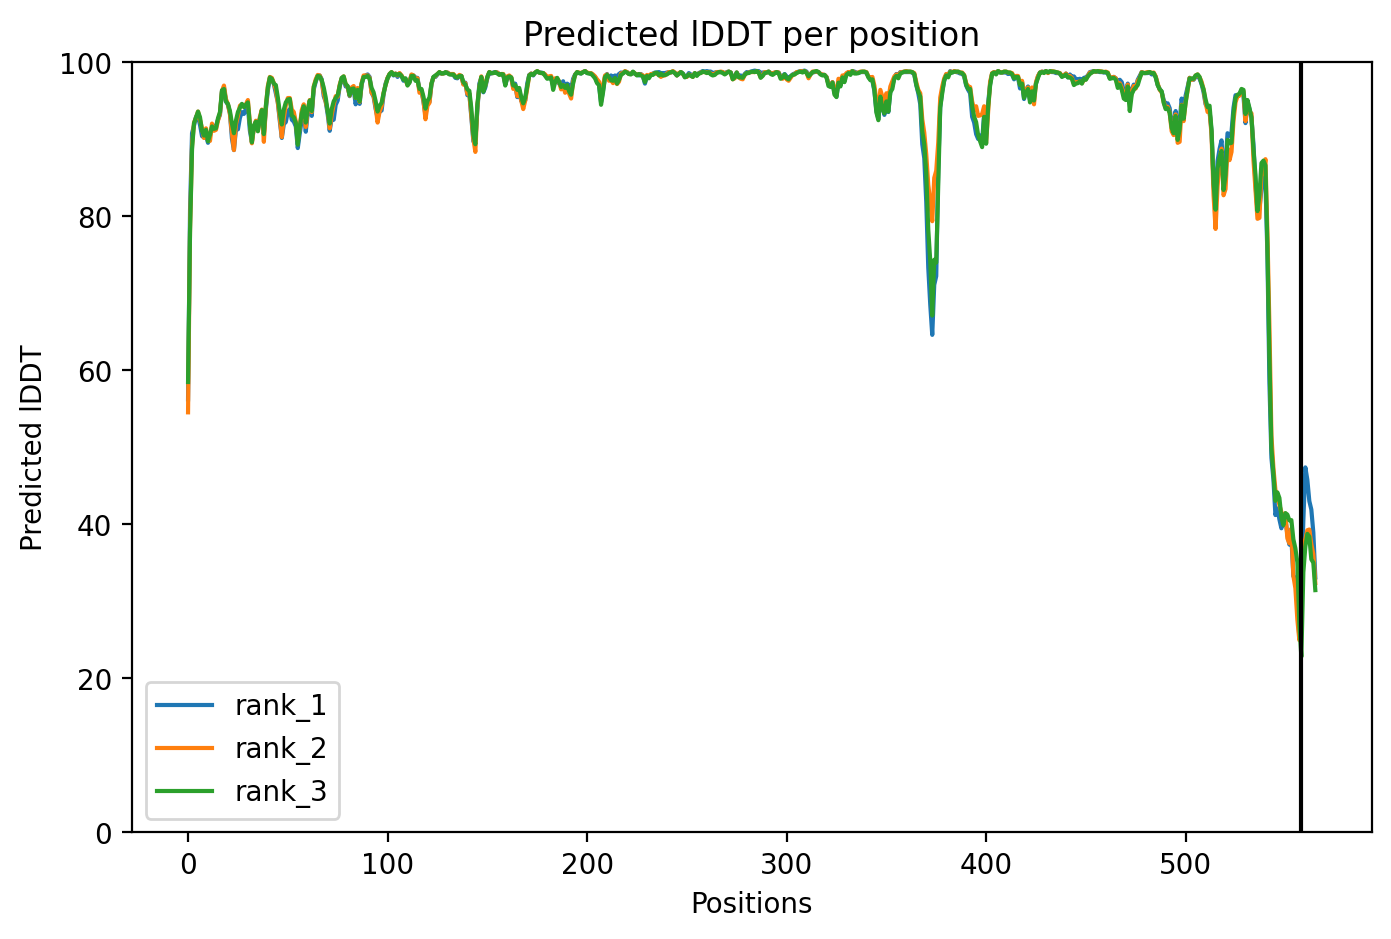 Predicted lDDT per position
Predicted lDDT
100
80
60
40
20
0
rank_1
rank_2
rank_3
0 100 200 300 400 500
Positions